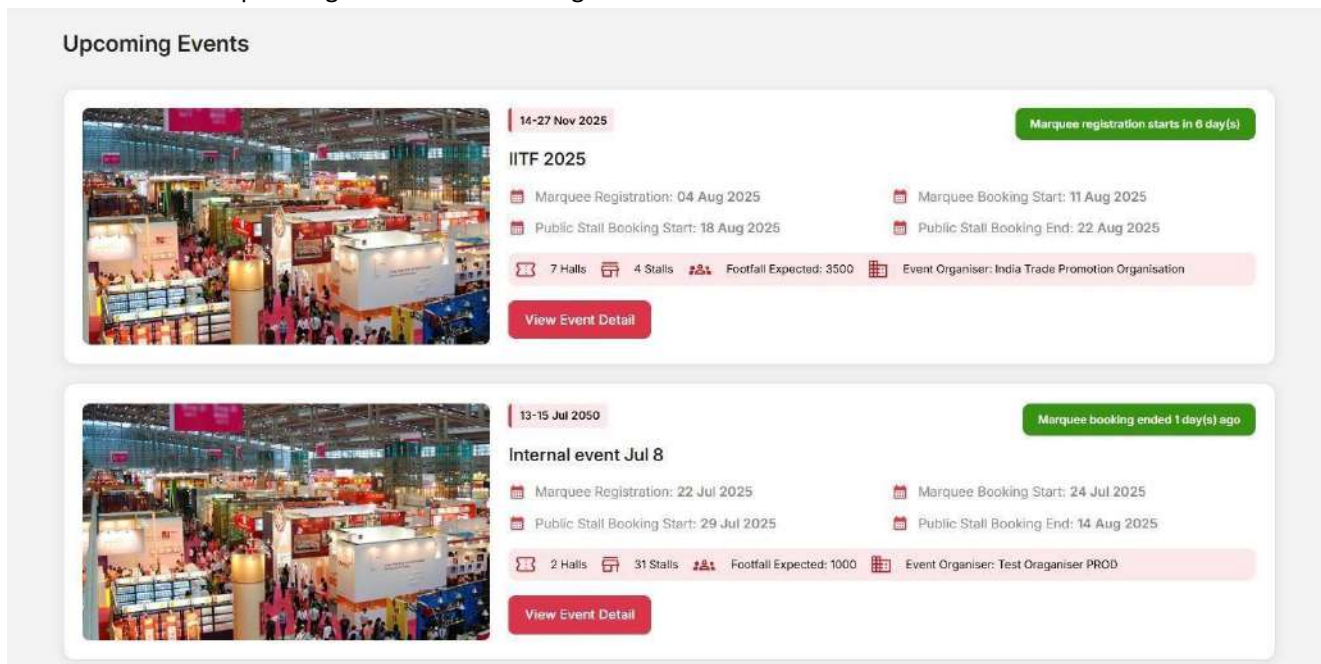 Upcoming Events
14-27 Nov 2025
Marquee registration starts in 6 day(s)
IITF 2025
Marquee Registration: 04 Aug 2025
Marquee Booking Start: 11 Aug 2025
Public Stall Booking Start: 18 Aug 2025
Public Stall Booking End: 22 Aug 2025
7 Halls 4 Stalls Footfall Expected: 3500 Event Organiser: India Trade Promotion Organisation
View Event Detail
13-15 Jul 2050
Marquee booking ended 1 day(s) ago
Internal event Jul 8
Marquee Registration: 22 Jul 2025
Marquee Booking Start: 24 Jul 2025
Public Stall Booking Start: 29 Jul 2025
Public Stall Booking End: 14 Aug 2025
2 Halls 31 Stalls Footfall Expected: 1000 Event Organiser: Test Oraganiser PROD
View Event Detail